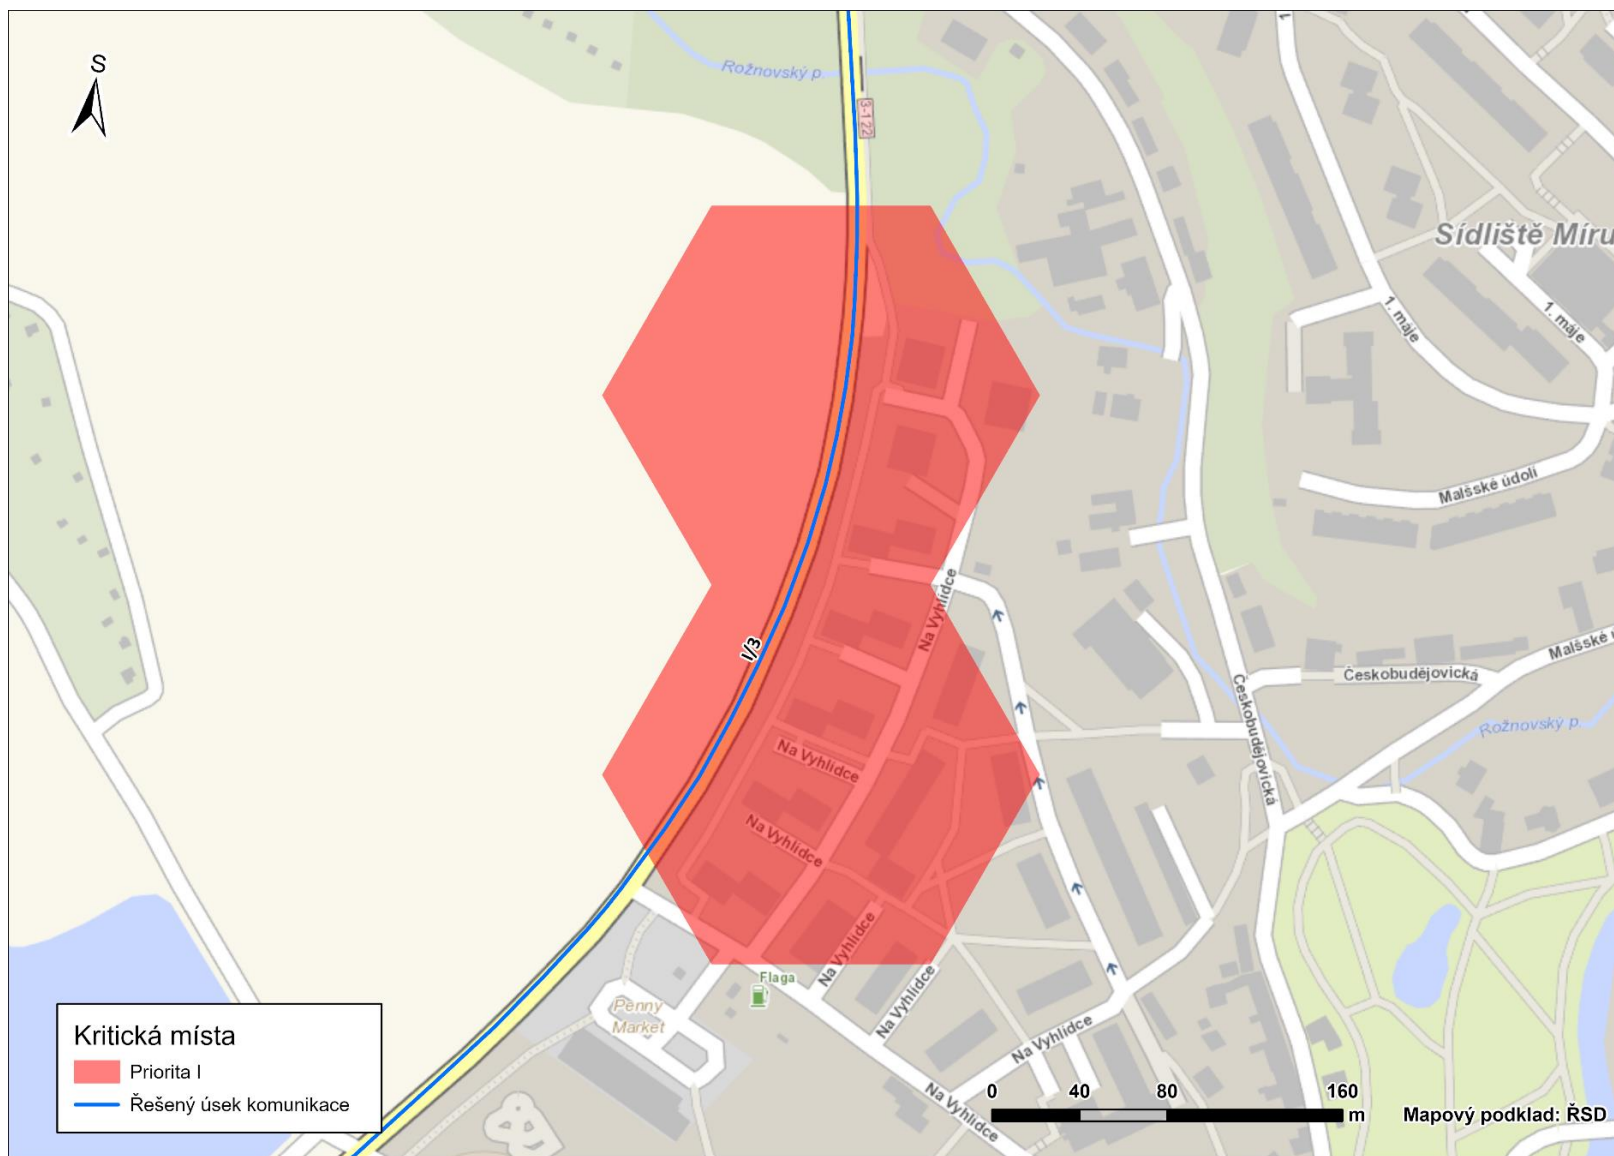 S
Rožnovský p.
3-122
Sídliště Míru
1. máje
1. máje
Malšské údolí
Na Vyhlídce
I/3
Malšské ú
Českobudějovická
Českobudějovická
Rožnovský p.
Na Vyhlídce
Na Vyhlídce
Na Vyhlídce
Flaga
Na Vyhlídce
Penny
Market
Na Vyhlídce
Na Vyhlídce
Kritická místa
Priorita I
Řešený úsek komunikace
0 40 80 160
m
Mapový podklad: ŘSD